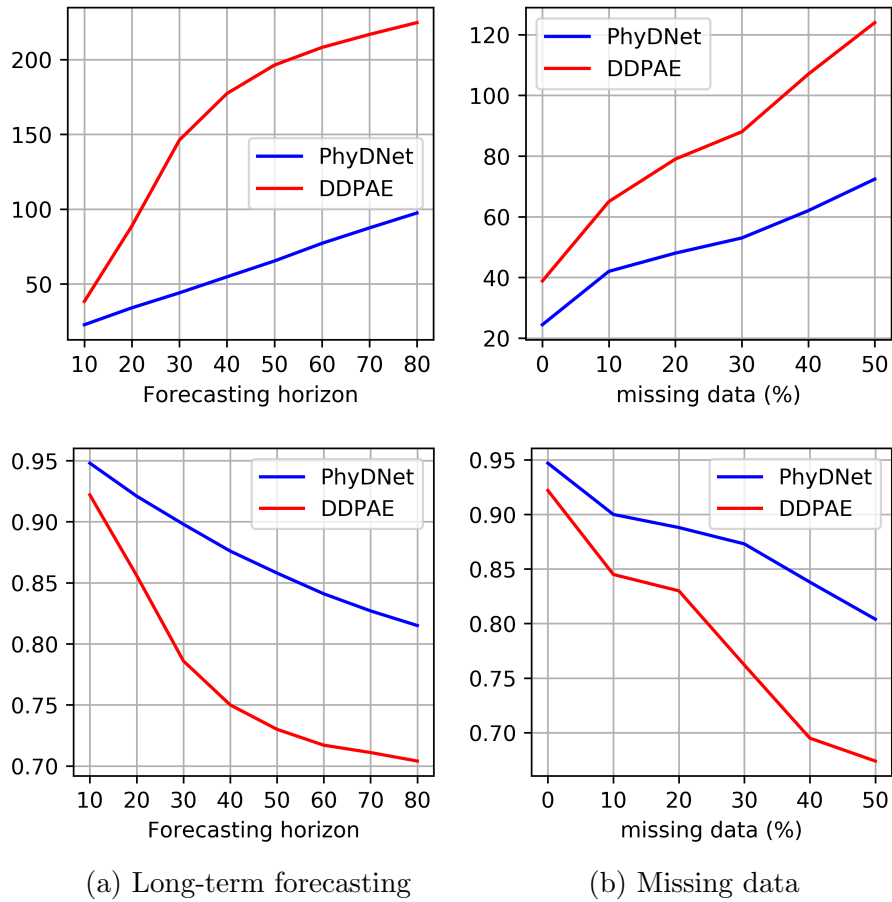 200
150
100
50
10 20 30 40 50 60 70 80
Forecasting horizon
PhyDNet
DDPAE
120
100
80
60
40
20
0 10 20 30 40 50
missing data (%)
PhyDNet
DDPAE
0.95
0.90
0.85
0.80
0.75
0.70
10 20 30 40 50 60 70 80
Forecasting horizon
PhyDNet
DDPAE
0.95
0.90
0.85
0.80
0.75
0.70
0 10 20 30 40 50
missing data (%)
PhyDNet
DDPAE
(a) Long-term forecasting
(b) Missing data